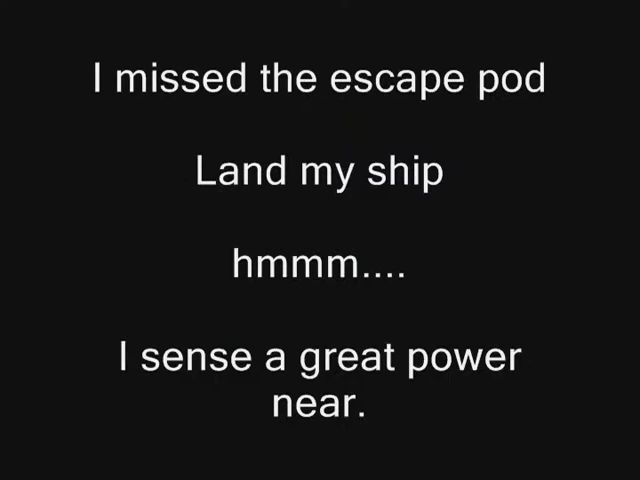 I missed the escape pod
Land my ship
hmmm....
I sense a great power
near.